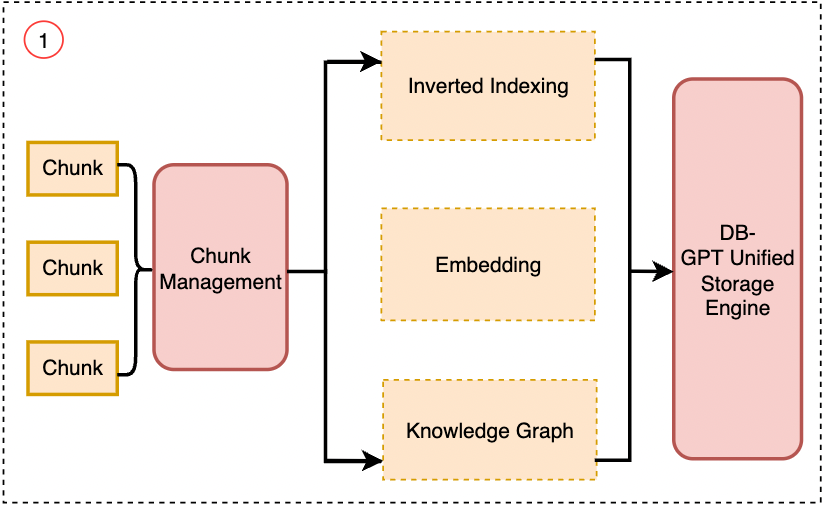 1
Chunk
Chunk
Chunk
Chunk
Management
Inverted Indexing
Embedding
Knowledge Graph
DB-
GPT Unified
Storage
Engine